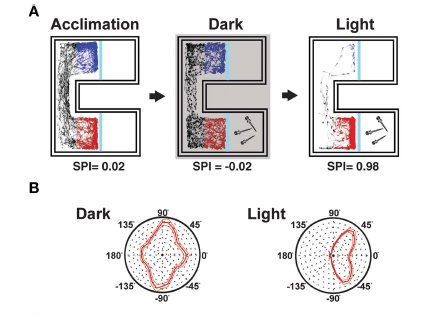 A
Acclimation Dark Light
SPI= 0.02 SPI = -0.02 SPI= 0.98
B
Dark Light
90°
135° 45°
180° 0°
-135° -45°
-90°
90°
135° 45°
180° 0°
-135° -45°
-90°